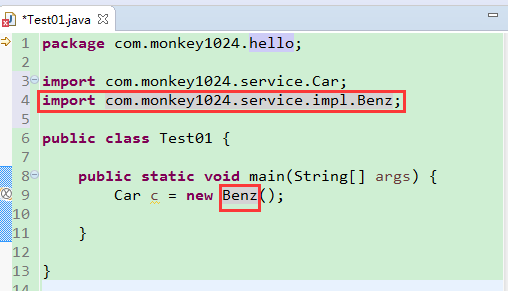 *Test01.java
1 package com.monkey1024.hello;
2
3 import com.monkey1024.service.Car;
4 import com.monkey1024.service.impl.Benz;
5
6 public class Test01 {
7
8 public static void main(String[] args) {
9 Car c = new Benz();
10
11 }
12
13 }
14